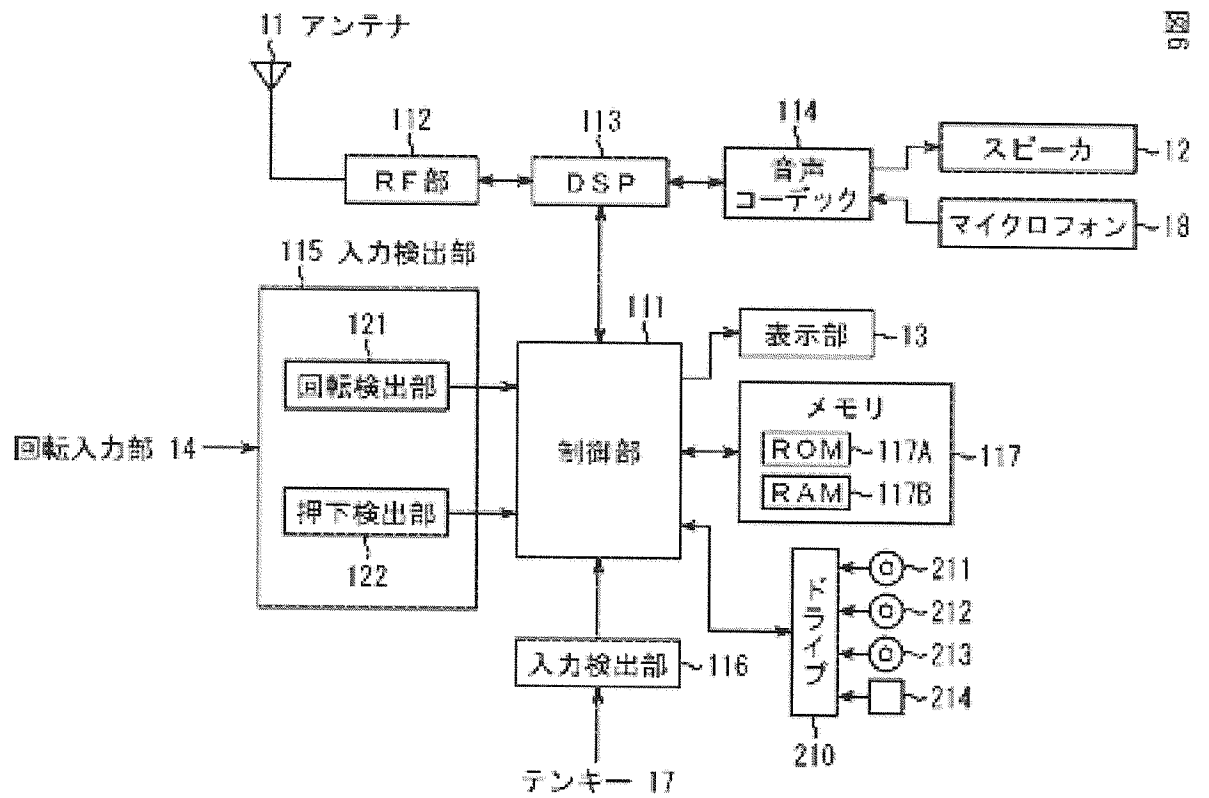 図6
11 アンテナ
112
RF部
113
DSP
114
音声
コーデック
スピーカ
12
マイクロフォン
18
115 入力検出部
121
回転検出部
回転入力部 14
押下検出部
122
111
制御部
表示部
13
メモリ
ROM
117A
RAM
117B
117
ドライブ
210
211
212
213
214
入力検出部
116
テンキー 17